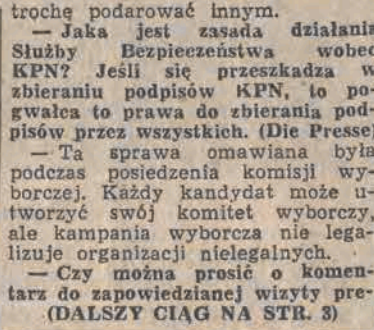 trochę podarować innym.
— Jaka jest zasada działania
Służby Bezpieczeństwa wobec
KPN? Jeśli się przeszkadza w
zbieraniu podpisów KPN, to po-
gwałca to prawa do zbierania pod-
pisów przez wszystkich. (Die Presse)
— Ta sprawa omawiana była
podczas posiedzenia komisji wy-
borczej. Każdy kandydat może u-
tworzyć swój komitet wyborczy,
ale kampania wyborcza nie lega-
lizuje organizacji nielegalnych.
— Czy można prosić o komen-
tarz do zapowiedzianej wizyty pre-
(DALSZY CIĄG NA STR. 3)